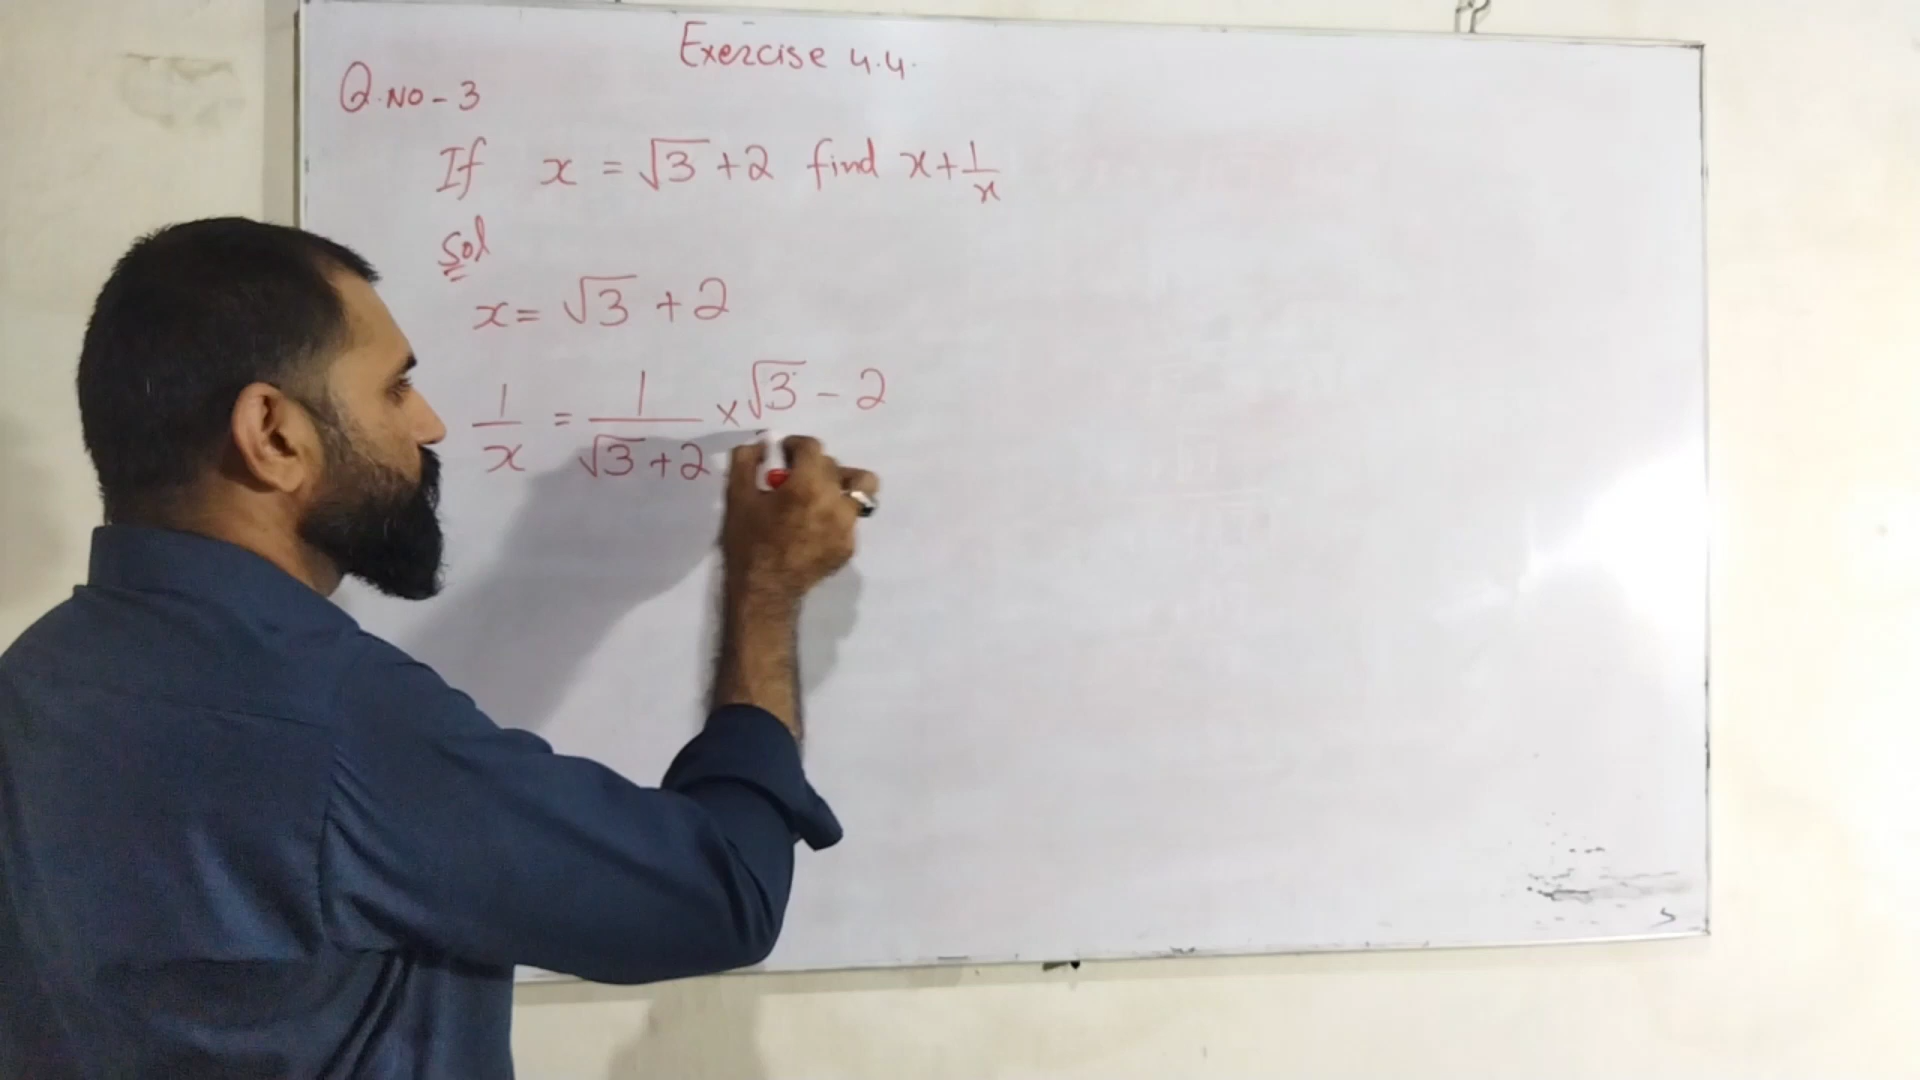 Exercise 4.4.
Q.NO-3
If x = √3 + 2 find x + 1/x
Sol
x = √3 + 2
1/x = 1/(√3 + 2) × √3 - 2